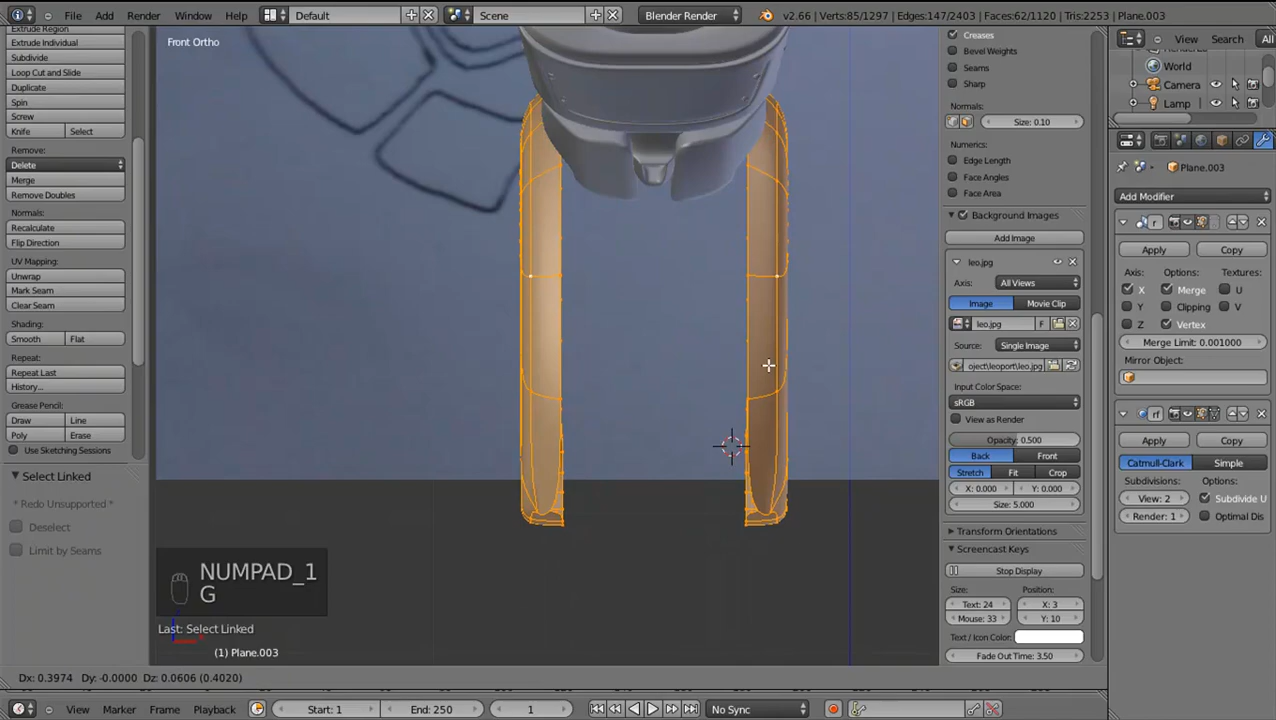 File
Add
Render
Window
Help
Default
Scene
Blender Render
v2.66 | Verts:85/1297 | Edges:147/2403 | Faces:62/1120 | Tris:2253 | Plane.003
Extrude Region
Extrude Individual
Subdivide
Loop Cut and Slide
Duplicate
Spin
Screw
Knife
Select
Remove:
Delete
Merge
Remove Doubles
Normals:
Recalculate
Flip Direction
UV Mapping:
Unwrap
Mark Seam
Clear Seam
Shading:
Smooth
Flat
Repeat:
Repeat Last
History...
Grease Pencil:
Draw
Line
Poly
Erase
Use Sketching Sessions
Select Linked
* Redo Unsupported *
Deselect
Limit by Seams
Front Ortho
NUMPAD_1
G
Last: Select Linked
(1) Plane.003
Dx: 0.3974 Dy: -0.0000 Dz: 0.0606 (0.4020)
Creases
Bevel Weights
Seams
Sharp
Normals:
Size: 0.10
Numerics:
Edge Length
Face Angles
Face Area
Background Images
Add Image
leo.jpg
Axis:
All Views
Image
Movie Clip
leo.jpg
F
Source:
Single Image
oject\leoport\leo.jpg
Input Color Space:
sRGB
View as Render
Opacity: 0.500
Back
Front
Stretch
Fit
Crop
X: 0.000
Y: 0.000
Size: 5.000
Transform Orientations
Screencast Keys
Stop Display
Size:
Position:
Text: 24
X: 3
Mouse: 33
Y: 10
Text / Icon Color:
Fade Out Time: 3.50
View
Search
All
World
Camera
Lamp
Plane.003
Add Modifier
Apply
Copy
Axis:
Options:
Textures:
X
Merge
U
Y
Clipping
V
Z
Vertex
Merge Limit: 0.001000
Mirror Object:
rf
Apply
Copy
Catmull-Clark
Simple
Subdivisions:
Options:
View: 2
Subdivide U
Render: 1
Optimal Dis
View
Marker
Frame
Playback
Start: 1
End: 250
1
No Sync